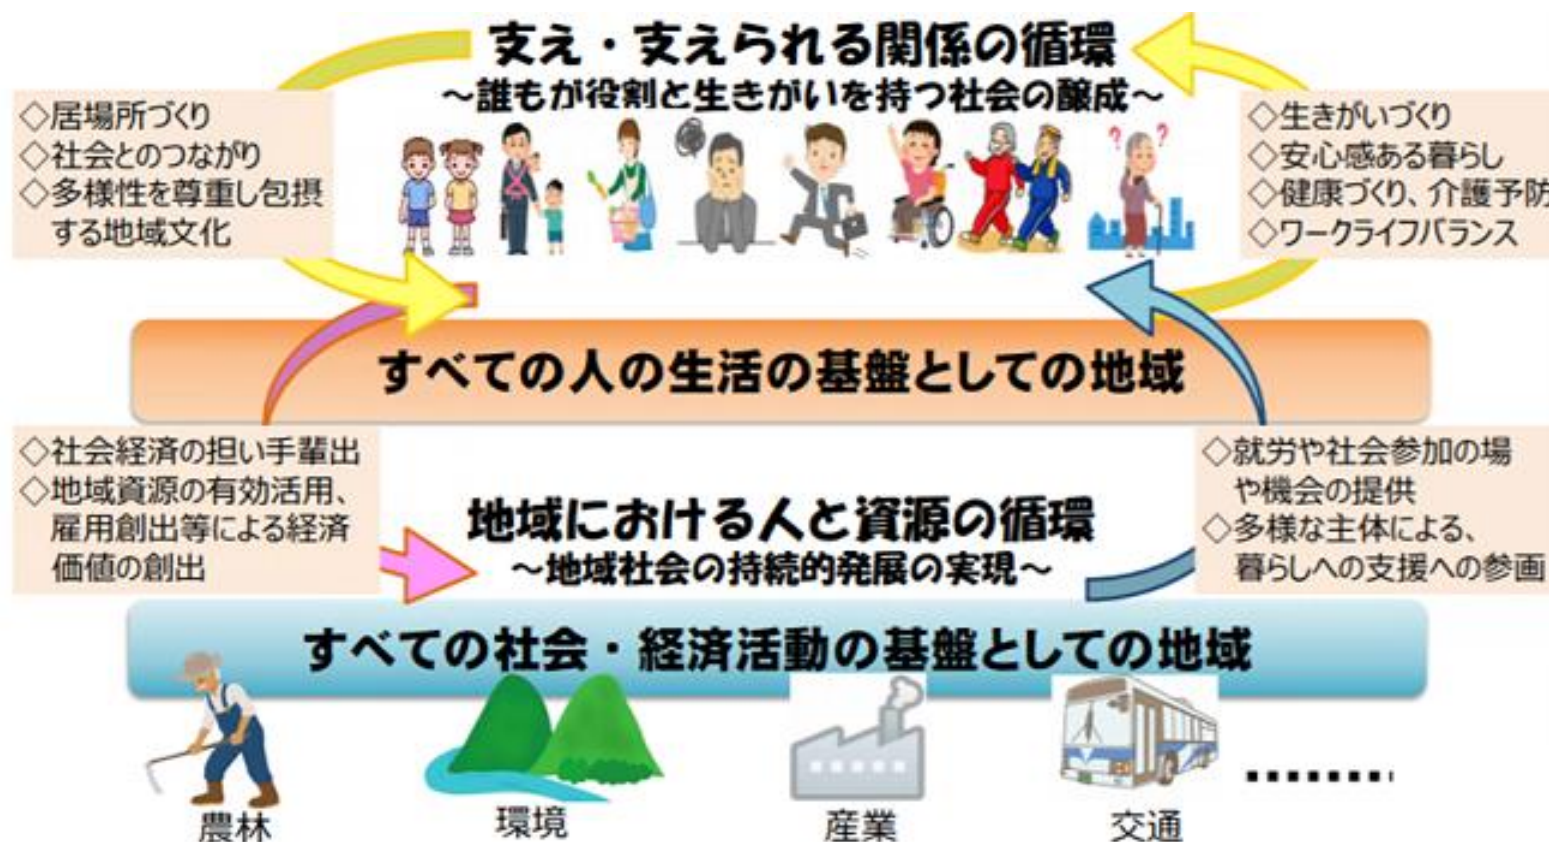 支え・支えられる関係の循環
～誰もが役割と生きがいを持つ社会の醸成～
◇居場所づくり
◇社会とのつながり
◇多様性を尊重し包摂
する地域文化
◇生きがいづくり
◇安心感ある暮らし
◇健康づくり、介護予防
◇ワークライフバランス
? ?
すべての人の生活の基盤としての地域
◇社会経済の担い手輩出
◇地域資源の有効活用、
雇用創出等による経済
価値の創出
地域における人と資源の循環
～地域社会の持続的発展の実現～
◇就労や社会参加の場
や機会の提供
◇多様な主体による、
暮らしへの支援への参画
すべての社会・経済活動の基盤としての地域
農林
環境
産業
交通